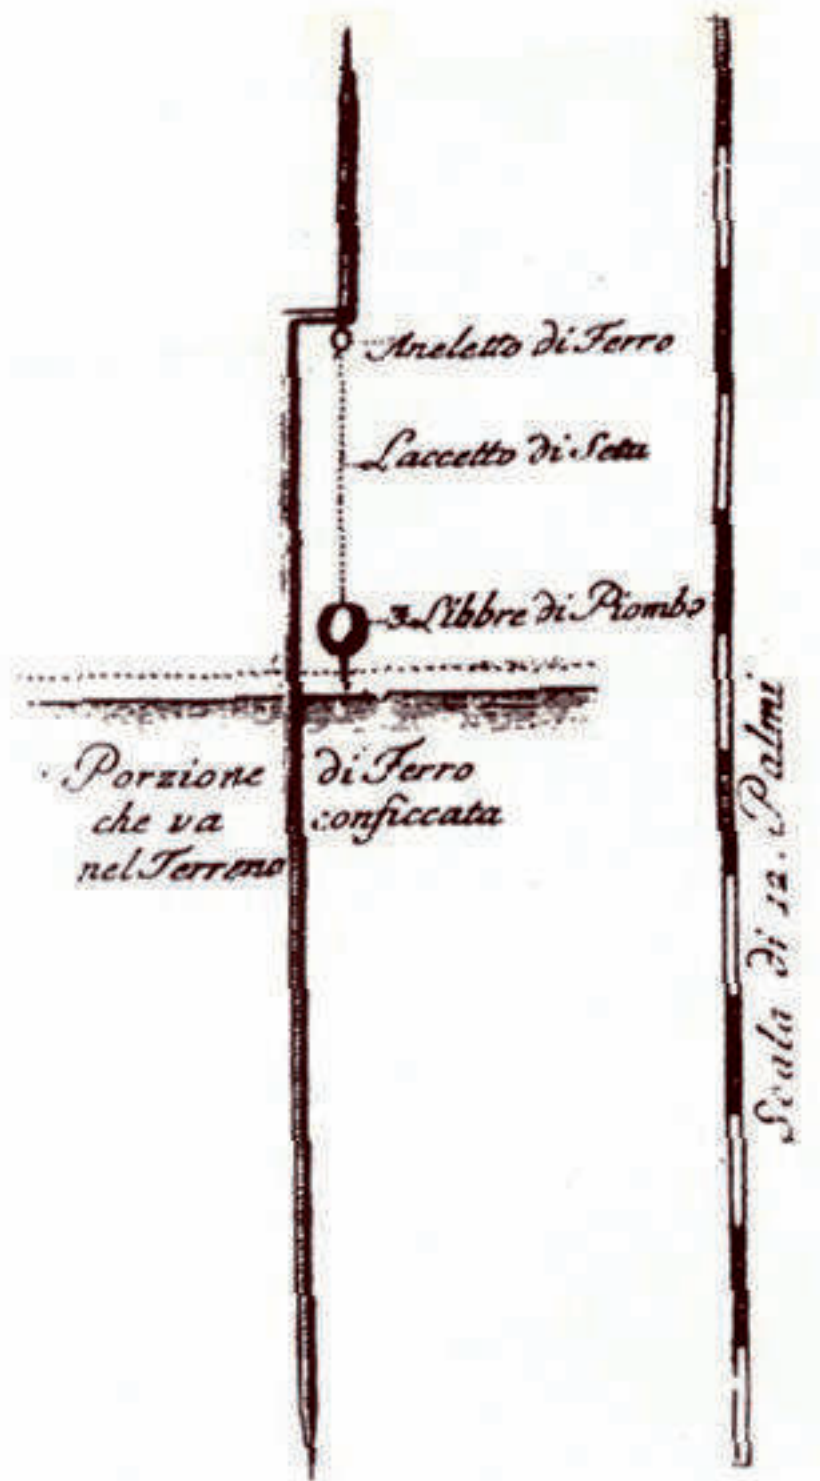 Aneletto di Ferro
Laccetto di Seta
3 Libbre di Piombo
Porzione di Ferro
che va conficcata
nel Terreno
Scala di 12. Palmi